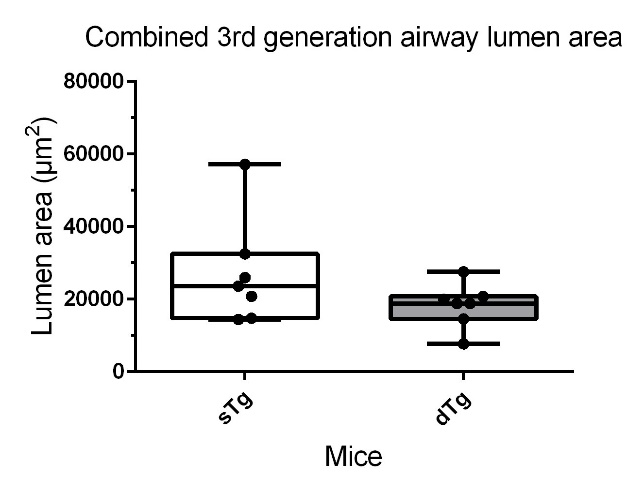 Combined 3rd generation airway lumen area
80000
60000
40000
20000
0
Lumen area (µm²)
sTg
dTg
Mice